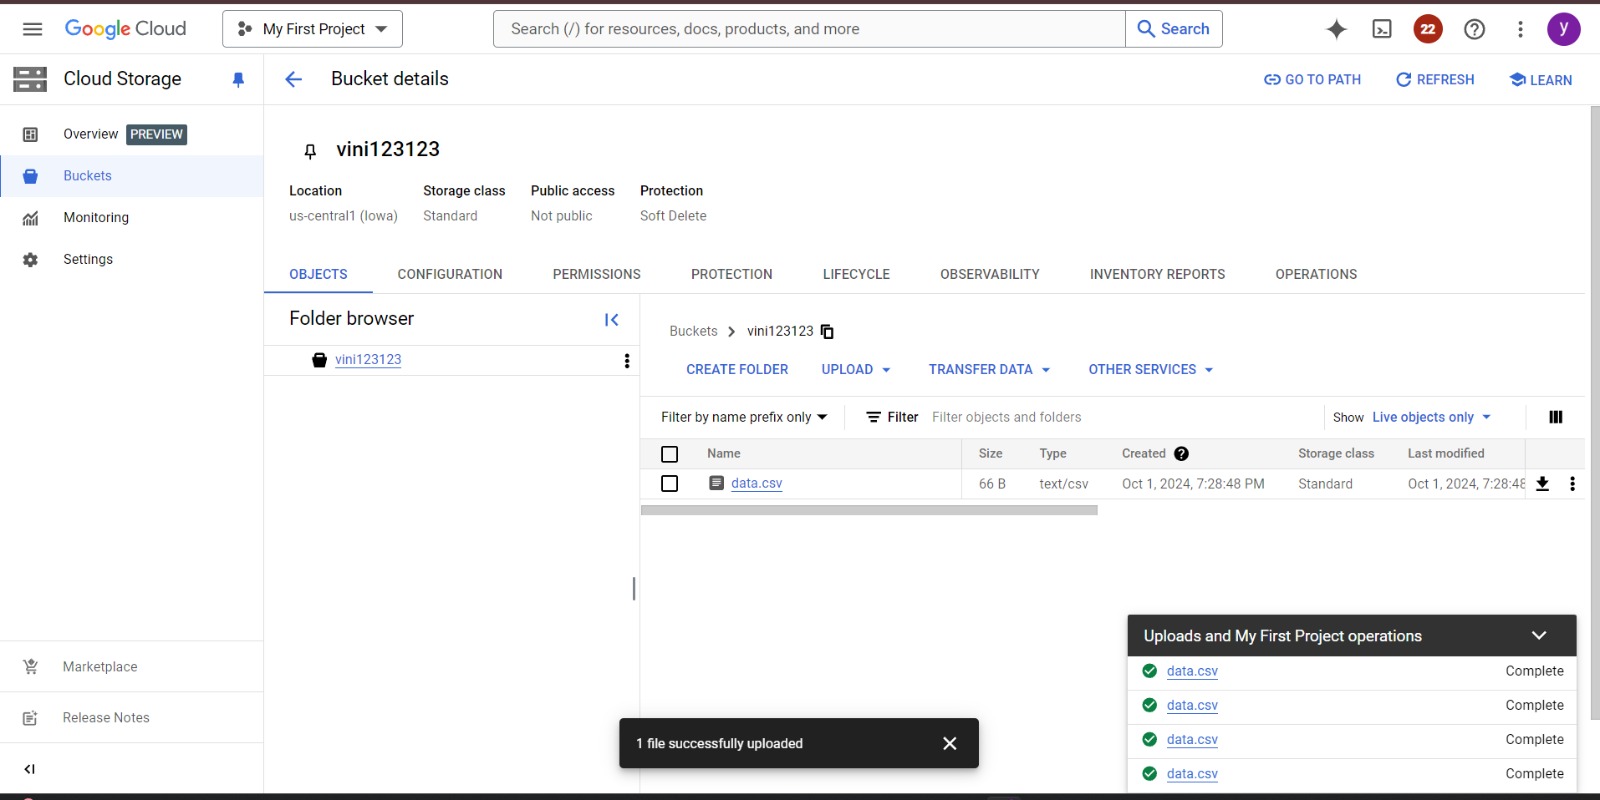 Google Cloud
My First Project
Search (/) for resources, docs, products, and more
Search
22
y
Cloud Storage
Bucket details
GO TO PATH
REFRESH
LEARN
Overview PREVIEW
Buckets
Monitoring
Settings
vini123123
Location Storage class Public access Protection
us-central1 (Iowa) Standard Not public Soft Delete
OBJECTS CONFIGURATION PERMISSIONS PROTECTION LIFECYCLE OBSERVABILITY INVENTORY REPORTS OPERATIONS
Folder browser
vini123123
Buckets > vini123123
CREATE FOLDER UPLOAD TRANSFER DATA OTHER SERVICES
Filter by name prefix only Filter Filter objects and folders Show Live objects only
Name Size Type Created Storage class Last modified
data.csv 66 B text/csv Oct 1, 2024, 7:28:48 PM Standard Oct 1, 2024, 7:28:48
Uploads and My First Project operations
data.csv Complete
data.csv Complete
data.csv Complete
data.csv Complete
1 file successfully uploaded
Marketplace
Release Notes